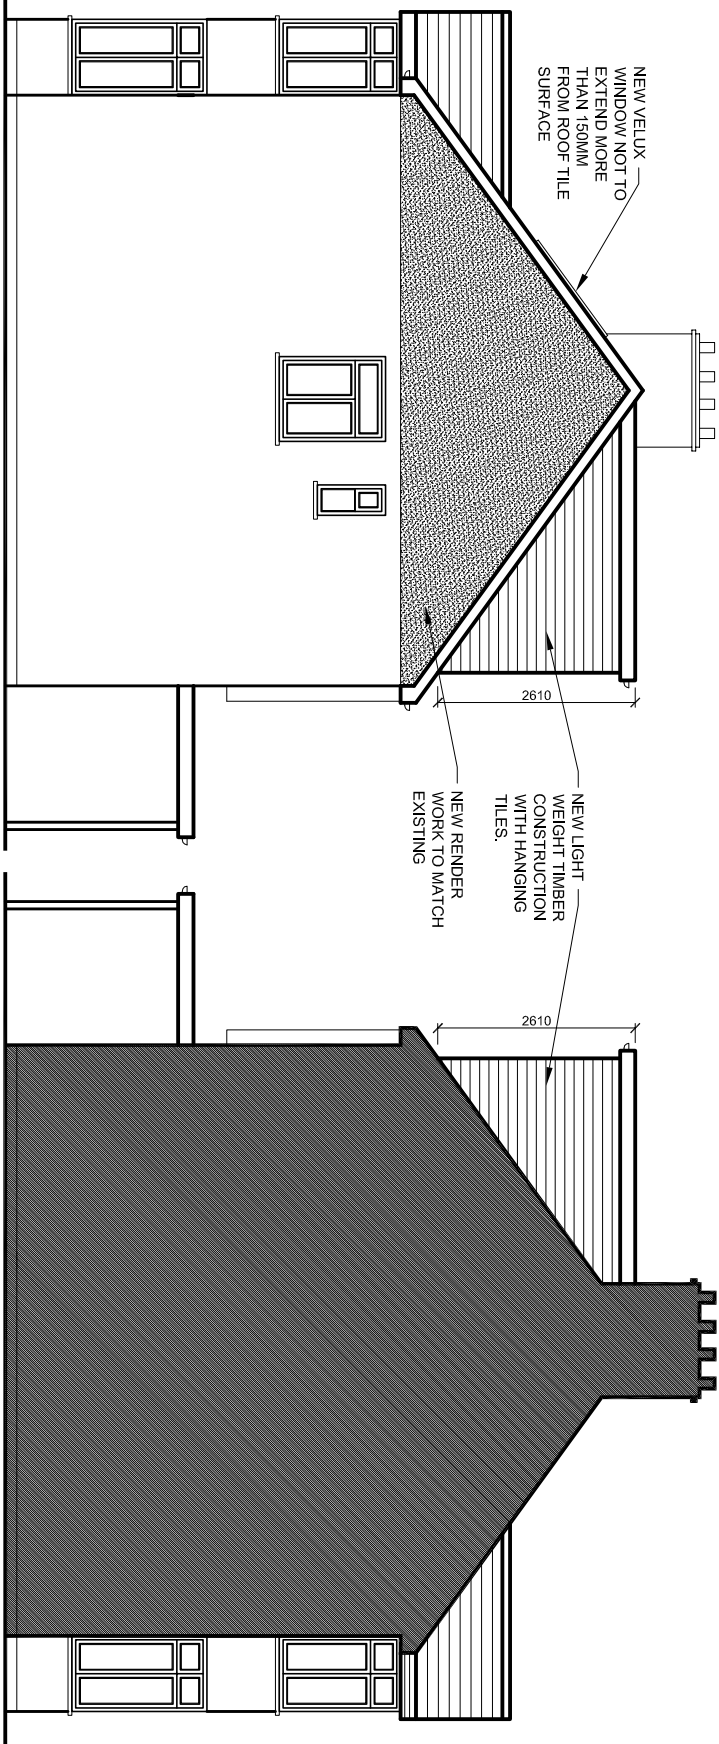 NEW VELUX
WINDOW NOT TO
EXTEND MORE
THAN 150MM
FROM ROOF TILE
SURFACE
2610
NEW LIGHT
WEIGHT TIMBER
CONSTRUCTION
WITH HANGING
TILES.
NEW RENDER
WORK TO MATCH
EXISTING
2610